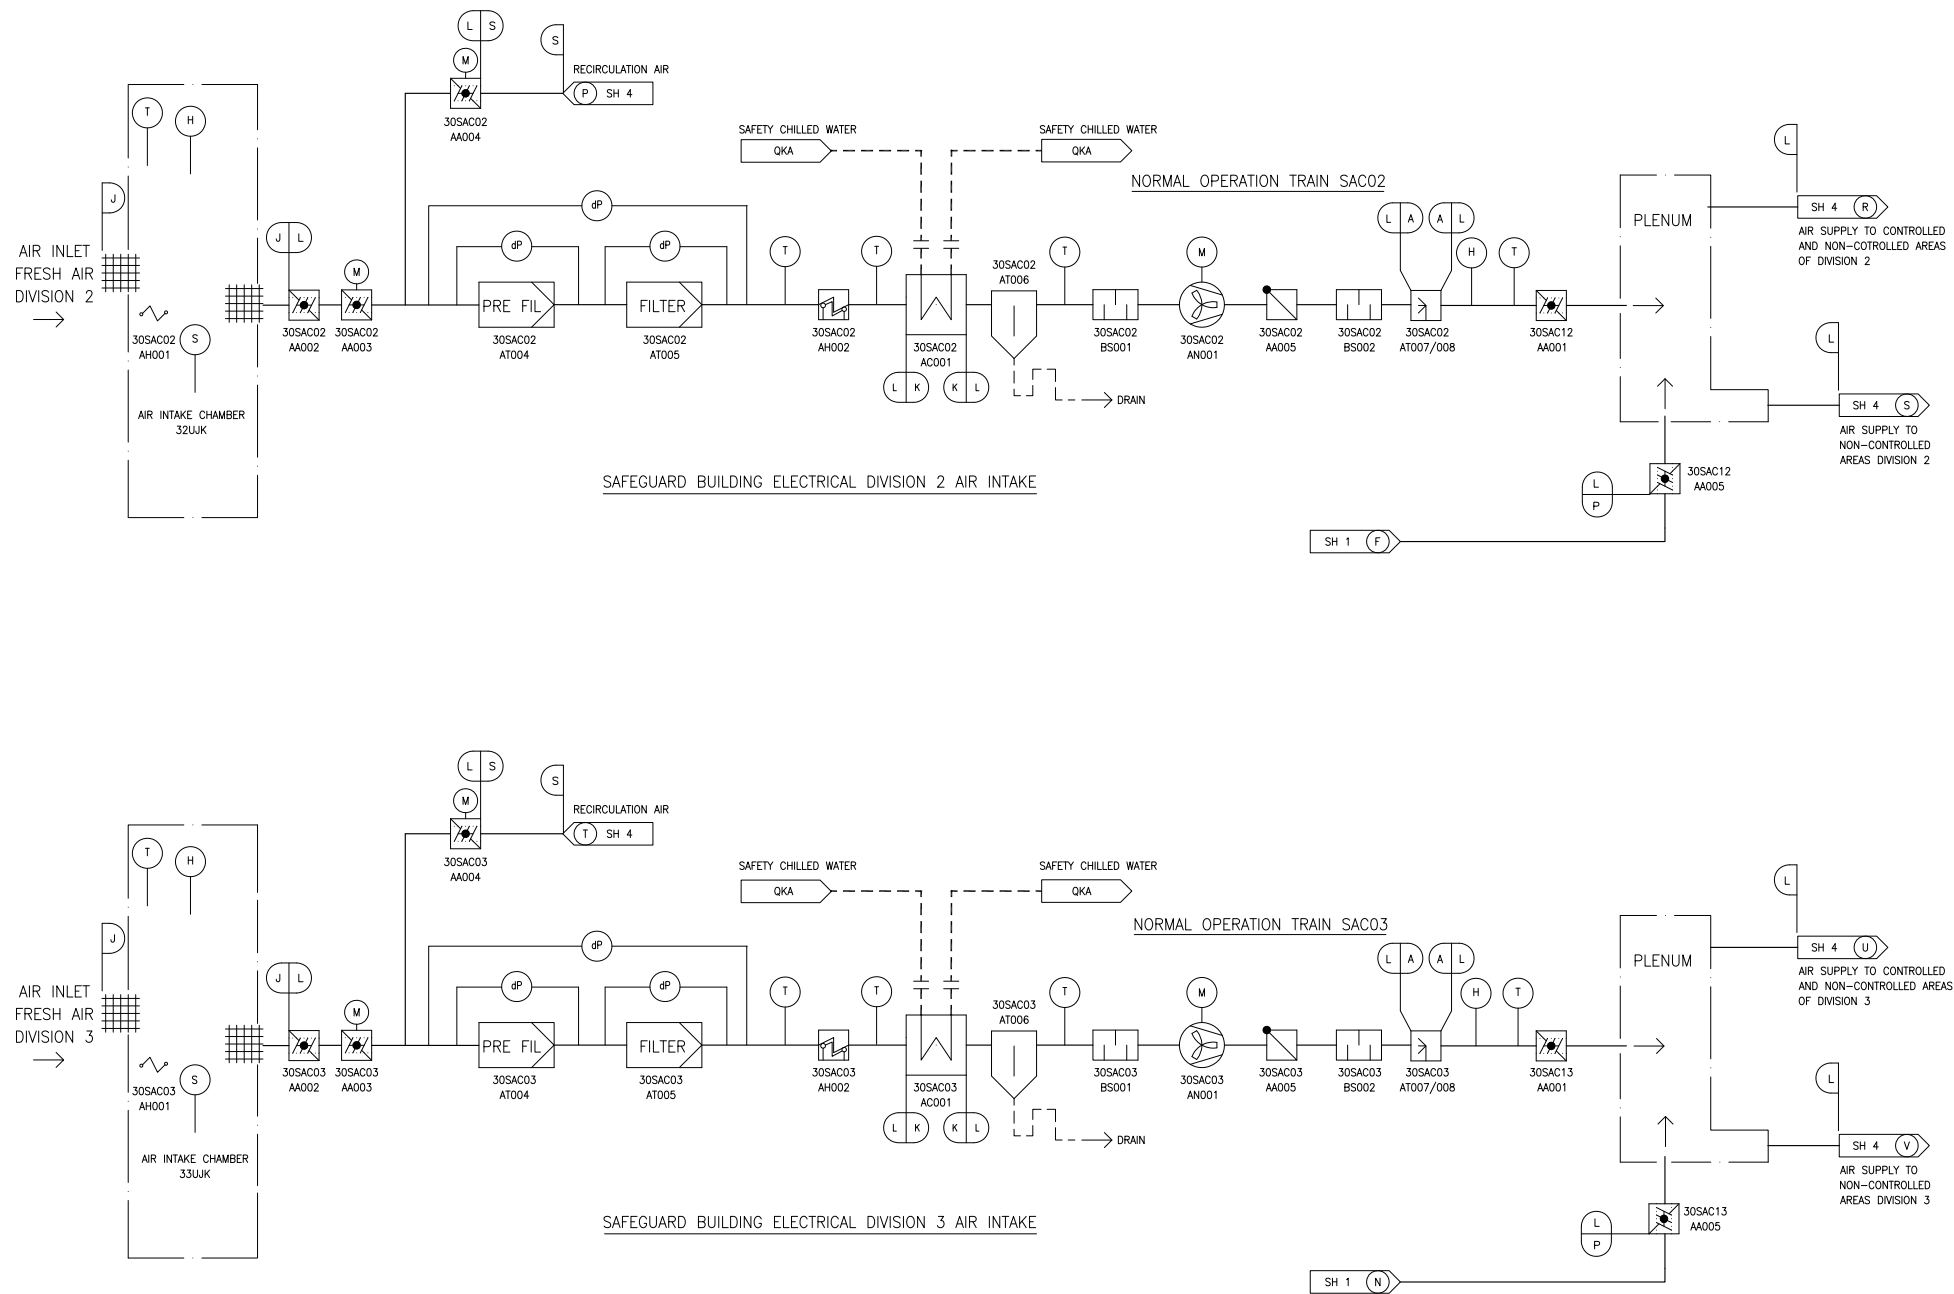 L S
S
M
RECIRCULATION AIR
P SH 4
30SAC02
AA004
T
H
SAFETY CHILLED WATER
QKA
SAFETY CHILLED WATER
QKA
NORMAL OPERATION TRAIN SAC02
L
J
AIR INLET
FRESH AIR
DIVISION 2
J L
M
dP
dP
dP
PRE FIL
FILTER
T
T
30SAC02
AT006
T
M
L A
A L
H
T
PLENUM
SH 4 R
AIR SUPPLY TO CONTROLLED
AND NON-COTROLLED AREAS
OF DIVISION 2
30SAC02
AH001
S
30SAC02
AA002
30SAC02
AA003
30SAC02
AT004
30SAC02
AT005
30SAC02
AH002
30SAC02
AC001
30SAC02
BS001
30SAC02
AN001
30SAC02
AA005
30SAC02
BS002
30SAC02
AT007/008
30SAC12
AA001
L
L K
K L
DRAIN
AIR INTAKE CHAMBER
32UJK
SH 4 S
AIR SUPPLY TO
NON-CONTROLLED
AREAS DIVISION 2
SAFEGUARD BUILDING ELECTRICAL DIVISION 2 AIR INTAKE
L
P
30SAC12
AA005
SH 1 F
L S
S
M
RECIRCULATION AIR
T SH 4
30SAC03
AA004
T
H
SAFETY CHILLED WATER
QKA
SAFETY CHILLED WATER
QKA
NORMAL OPERATION TRAIN SAC03
L
J
AIR INLET
FRESH AIR
DIVISION 3
J L
M
dP
dP
dP
PRE FIL
FILTER
T
T
30SAC03
AT006
T
M
L A
A L
H
T
PLENUM
SH 4 U
AIR SUPPLY TO CONTROLLED
AND NON-CONTROLLED AREAS
OF DIVISION 3
30SAC03
AH001
S
30SAC03
AA002
30SAC03
AA003
30SAC03
AT004
30SAC03
AT005
30SAC03
AH002
30SAC03
AC001
30SAC03
BS001
30SAC03
AN001
30SAC03
AA005
30SAC03
BS002
30SAC03
AT007/008
30SAC13
AA001
L
L K
K L
DRAIN
AIR INTAKE CHAMBER
33UJK
SH 4 V
AIR SUPPLY TO
NON-CONTROLLED
AREAS DIVISION 3
SAFEGUARD BUILDING ELECTRICAL DIVISION 3 AIR INTAKE
L
P
30SAC13
AA005
SH 1 N